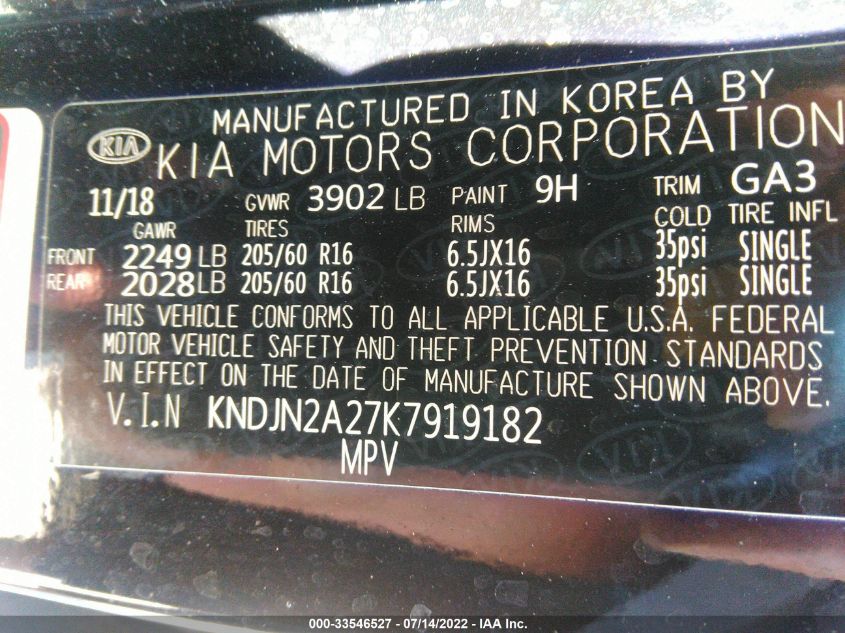 MANUFACTURED IN KOREA BY
KIA KIA MOTORS CORPORATION
11/18 GVWR 3902 LB PAINT 9H TRIM GA3
GAWR TIRES RIMS COLD TIRE INFL
FRONT 2249 LB 205/60 R16 6.5JX16 35psi SINGLE
REAR 2028 LB 205/60 R16 6.5JX16 35psi SINGLE
THIS VEHICLE CONFORMS TO ALL APPLICABLE U.S.A. FEDERAL
MOTOR VEHICLE SAFETY AND THEFT PREVENTION STANDARDS
IN EFFECT ON THE DATE OF MANUFACTURING SHOWN ABOVE.
V.I.N KNDJN2A27K7919182
MPV
000-33546527 - 07/14/2022 - IAA Inc.